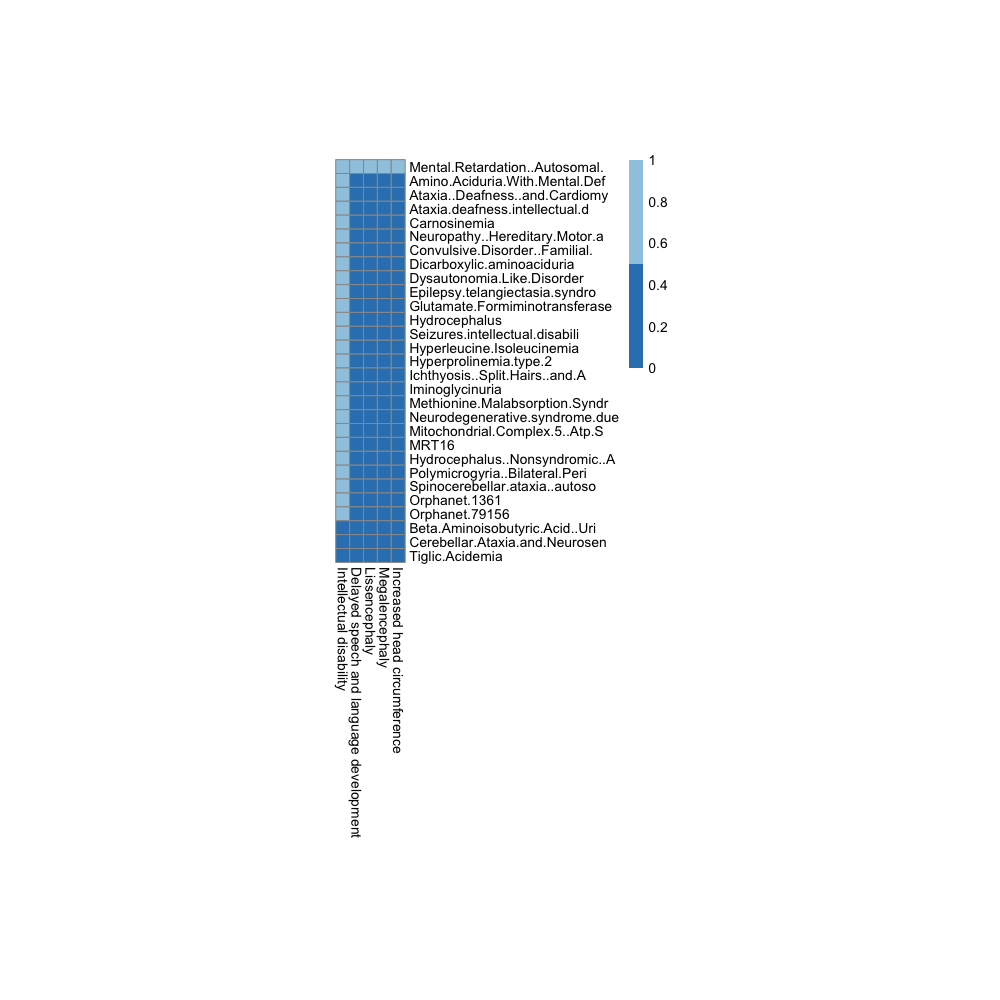 Mental.Retardation..Autosomal.
Amino.Aciduria.With.Mental.Def
Ataxia..Deafness..and.Cardiomy
Ataxia.deafness.intellectual.d
Carnosinemia
Neuropathy..Hereditary.Motor.a
Convulsive.Disorder..Familial.
Dicarboxylic.aminoaciduria
Dysautonomia.Like.Disorder
Epilepsy.telangiectasia.syndro
Glutamate.Formiminotransferase
Hydrocephalus
Seizures.intellectual.disabili
Hyperleucine.Isoleucinemia
Hyperprolinemia.type.2
Ichthyosis..Split.Hairs..and.A
Iminoglycinuria
Methionine.Malabsorption.Syndr
Neurodegenerative.syndrome.due
Mitochondrial.Complex.5..Atp.S
MRT16
Hydrocephalus..Nonsyndromic..A
Polymicrogyria..Bilateral.Peri
Spinocerebellar.ataxia..autoso
Orphanet.1361
Orphanet.79156
Beta.Aminoisobutyric.Acid..Uri
Cerebellar.Ataxia.and.Neurosen
Tiglic.Acidemia
1
0.8
0.6
0.4
0.2
0
Intellectual disability
Delayed speech and language development
Lissencephaly
Megalencephaly
Increased head circumference